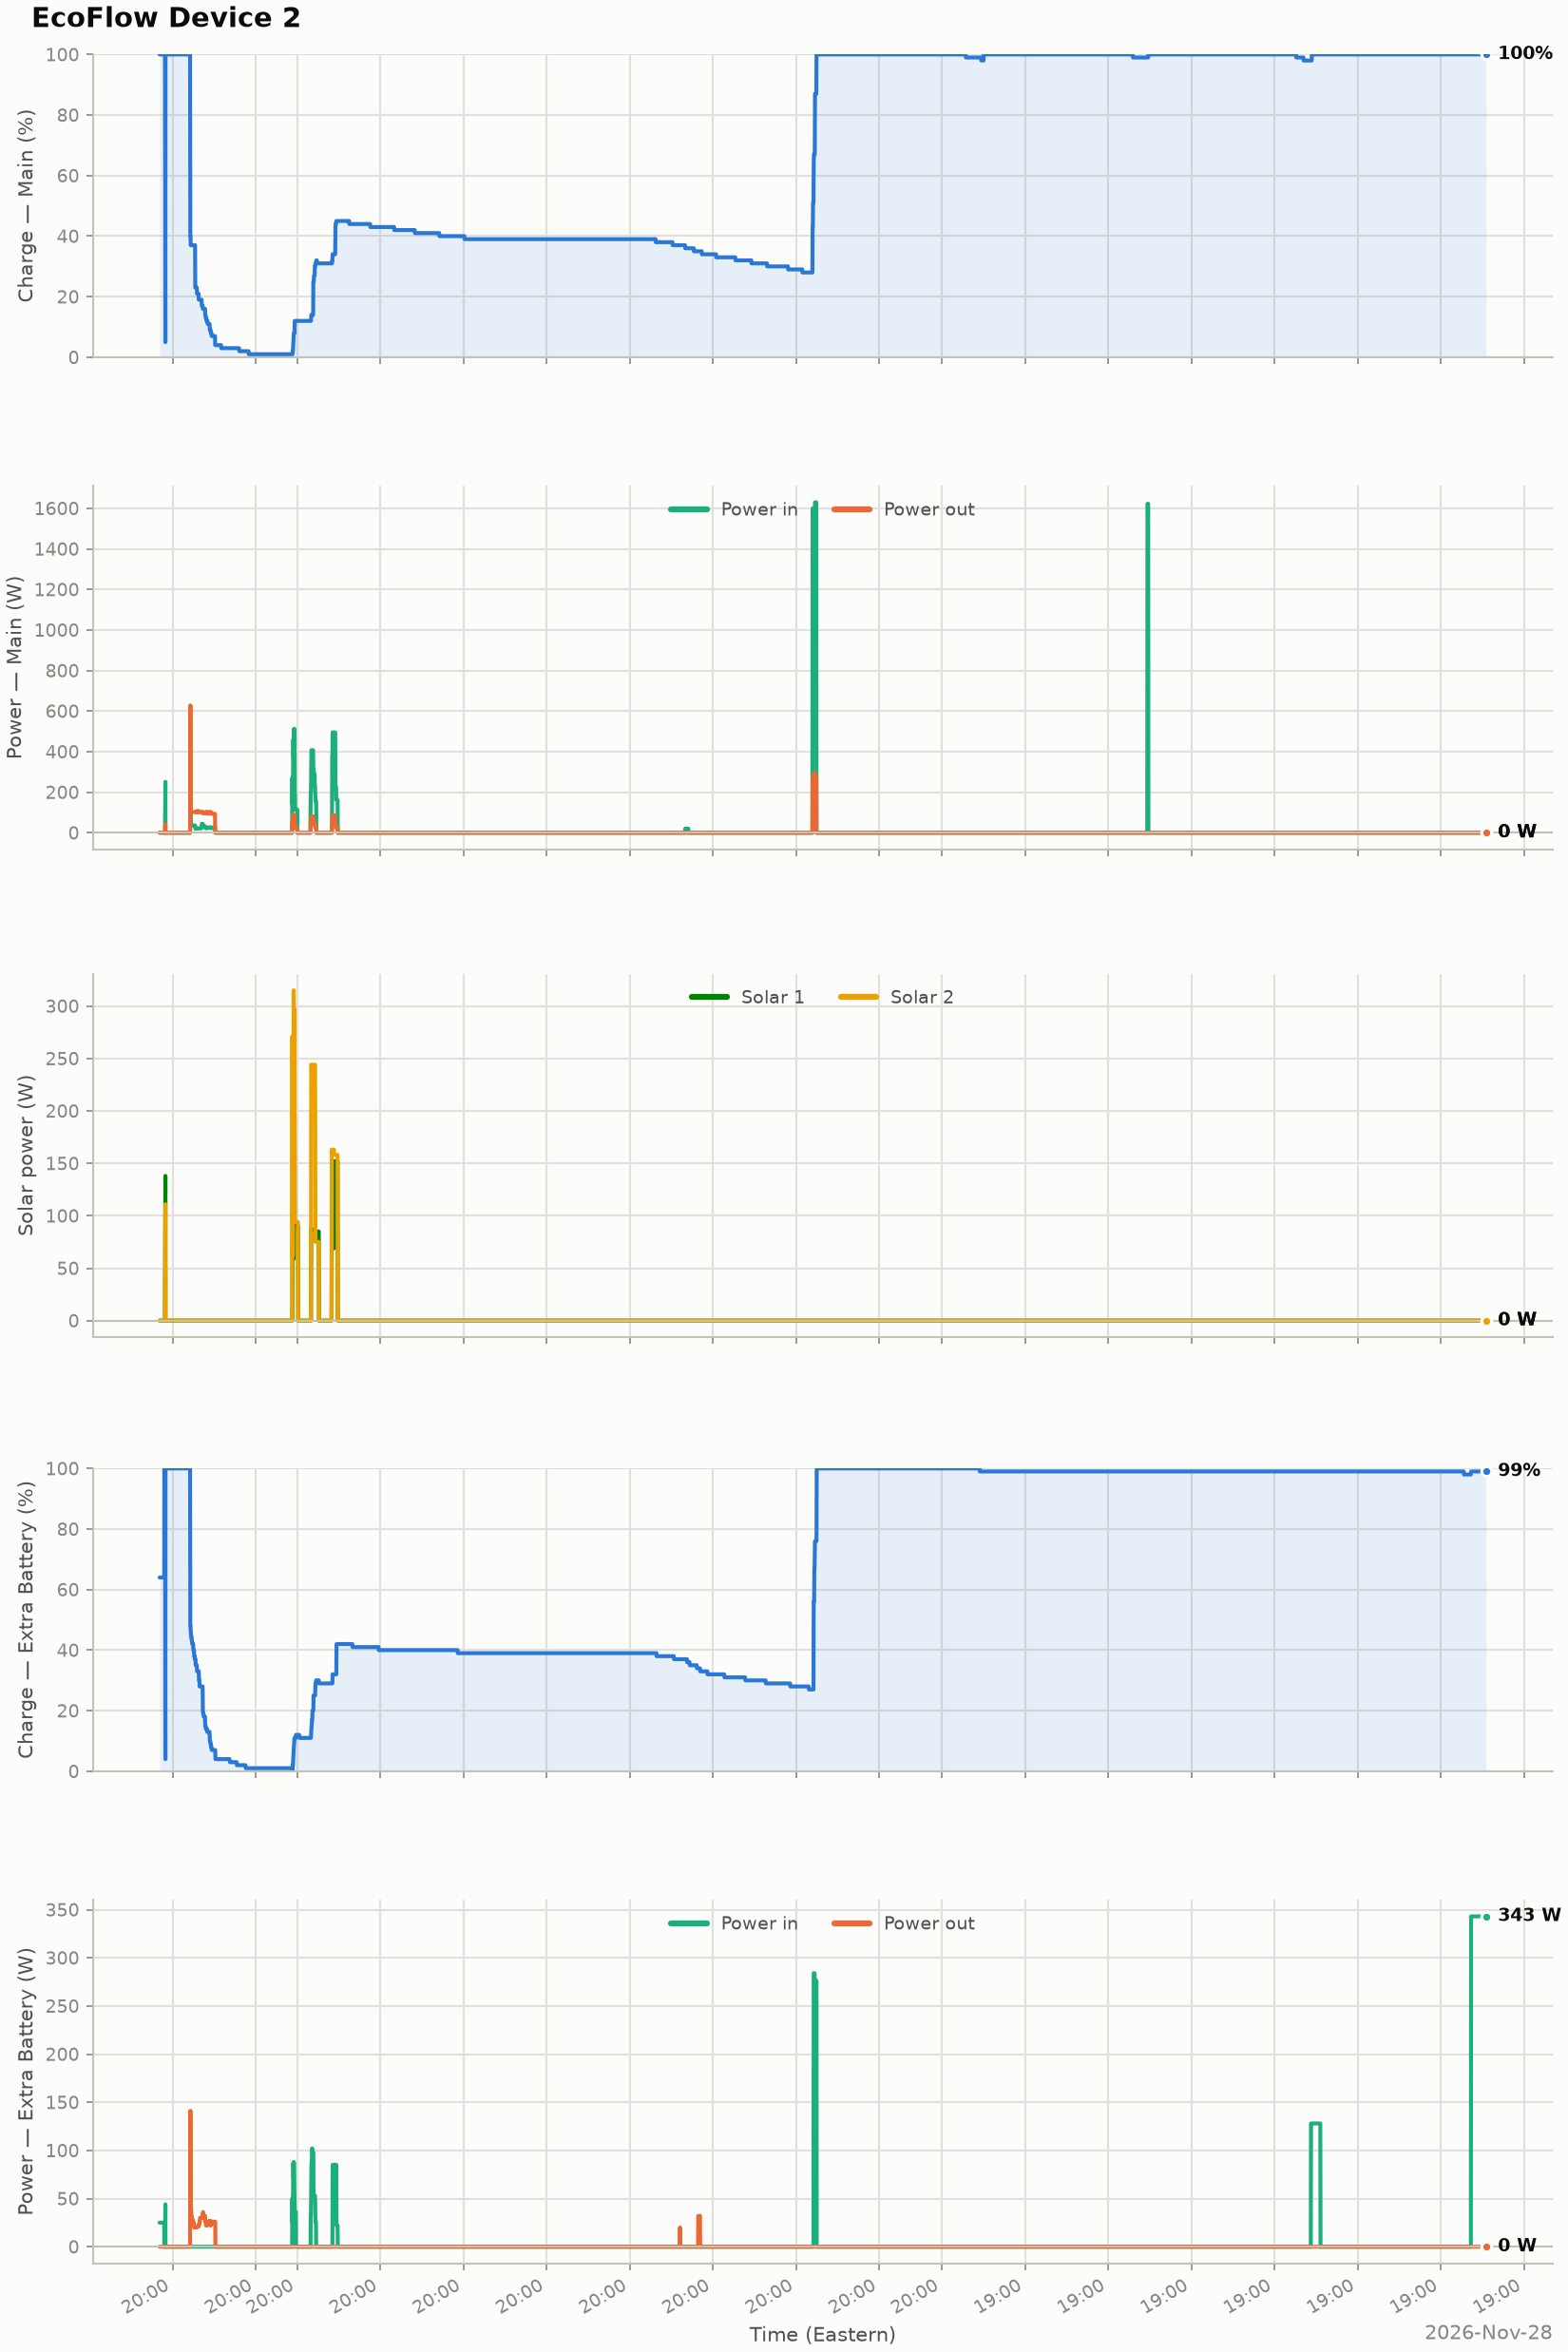 EcoFlow Device 2
Charge — Main (%)
100
80
60
40
20
0
100%
Power — Main (W)
1600
1400
1200
1000
800
600
400
200
0
Power in
Power out
0 W
Solar power (W)
300
250
200
150
100
50
0
Solar 1
Solar 2
0 W
Charge — Extra Battery (%)
100
80
60
40
20
0
99%
Power — Extra Battery (W)
350
300
250
200
150
100
50
0
Power in
Power out
343 W
0 W
20:00 20:00 20:00 20:00 20:00 20:00 20:00 20:00 20:00 20:00 19:00 19:00 19:00 19:00 19:00 19:00 19:00
Time (Eastern)
2026-Nov-28